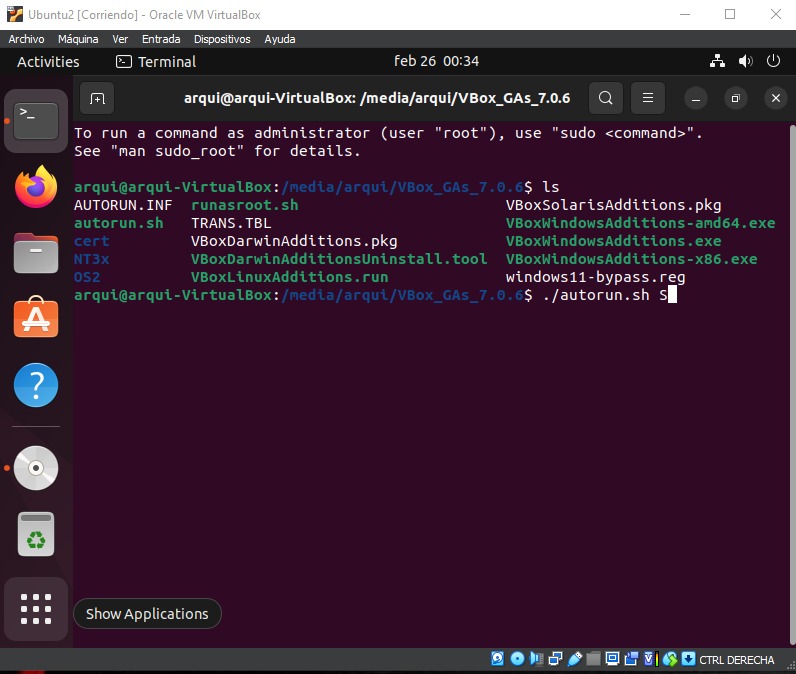 Ubuntu2 [Corriendo] - Oracle VM VirtualBox
Archivo Máquina Ver Entrada Dispositivos Ayuda
Activities Terminal feb 26 00:34
arqui@arqui-VirtualBox: /media/arqui/VBox_GAs_7.0.6
To run a command as administrator (user "root"), use "sudo <command>".
See "man sudo_root" for details.
arqui@arqui-VirtualBox:/media/arqui/VBox_GAs_7.0.6$ ls
AUTORUN.INF runasroot.sh VBoxSolarisAdditions.pkg
autorun.sh TRANS.TBL VBoxWindowsAdditions-amd64.exe
cert VBoxDarwinAdditions.pkg VBoxWindowsAdditions.exe
NT3x VBoxDarwinAdditionsUninstall.tool VBoxWindowsAdditions-x86.exe
OS2 VBoxLinuxAdditions.run windows11-bypass.reg
arqui@arqui-VirtualBox:/media/arqui/VBox_GAs_7.0.6$ ./autorun.sh S
Show Applications
CTRL DERECHA